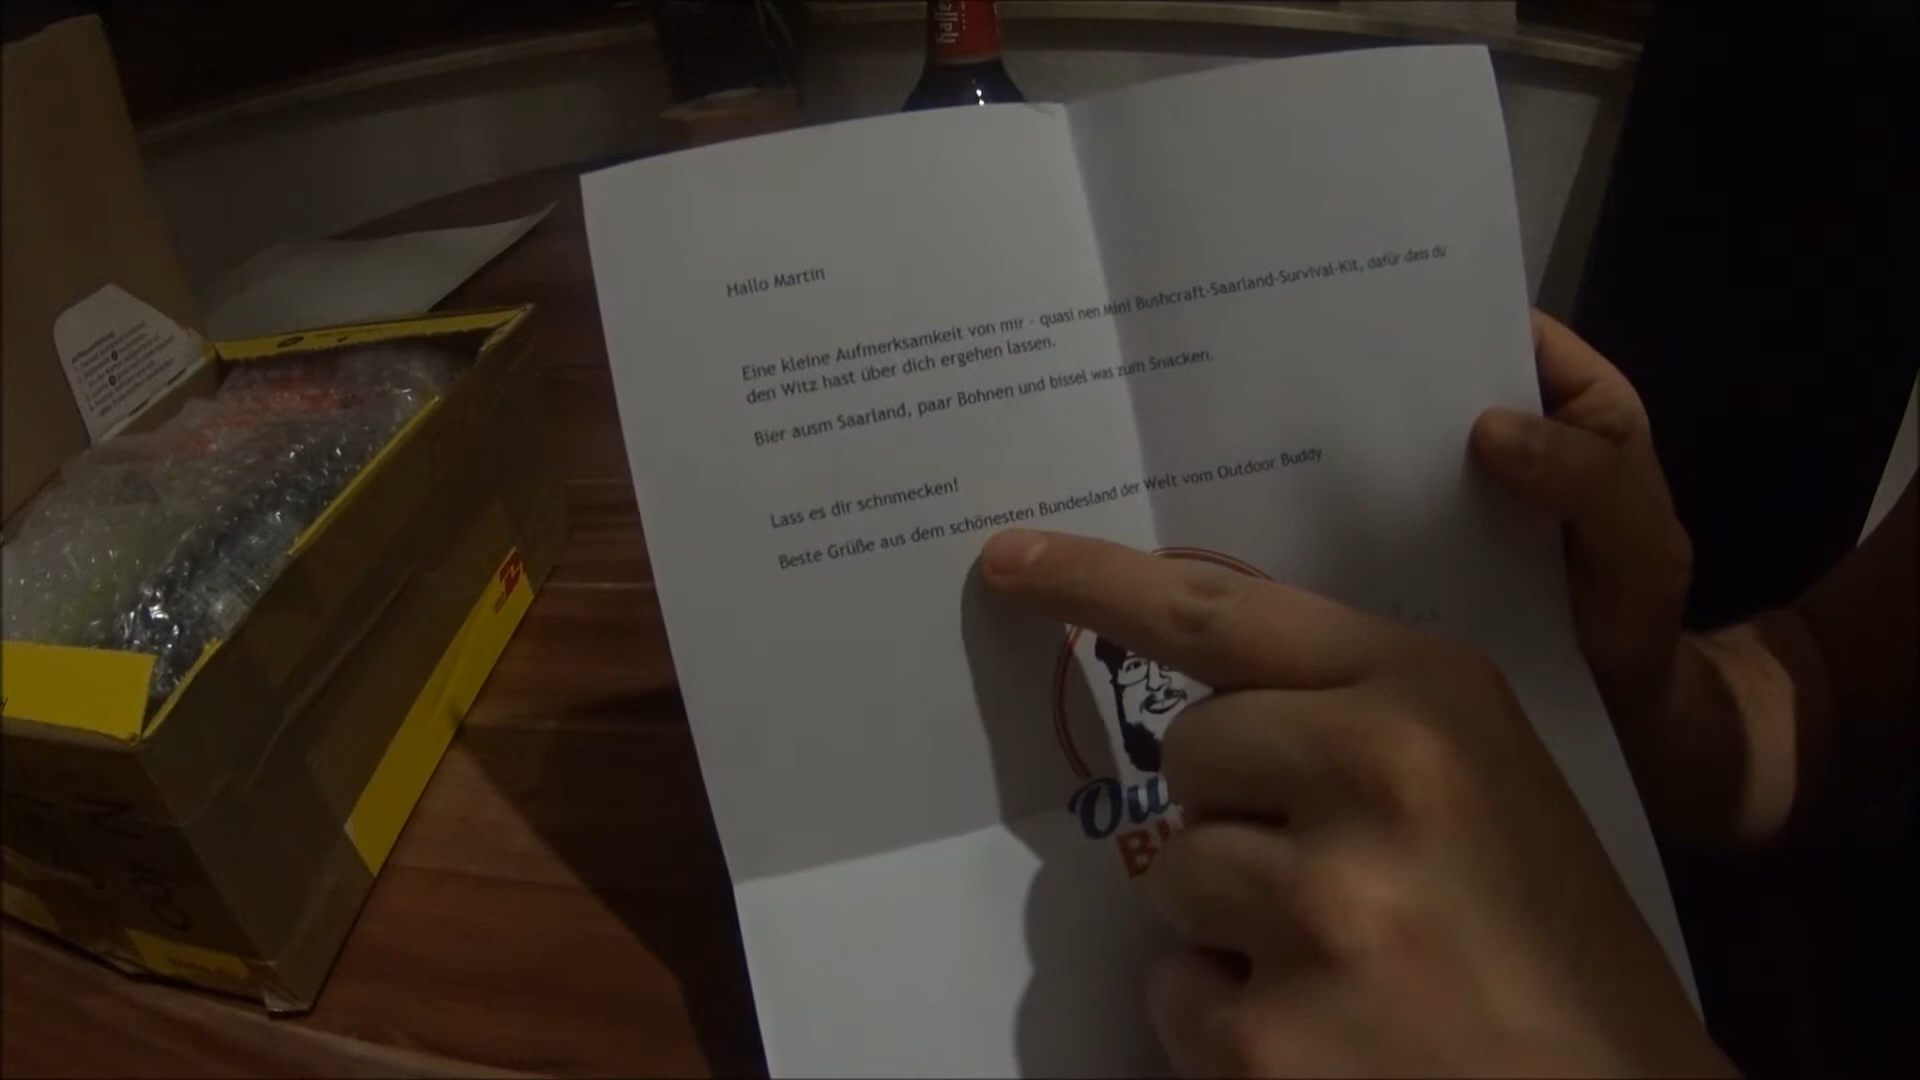 Hasse
Hallo Martin
Eine kleine Aufmerksamkeit von mir - quasi nen Mini Bushcraft-Saarland-Survival-Kit, dafür dass du
den Witz hast über dich ergehen lassen.
Bier ausm Saarland, paar Bohnen und bissel was zum Snacken.
Lass es dir schnmecken!
Beste Grüße aus dem schönesten Bundesland der Welt vom Outdoor Buddy
Ou
B